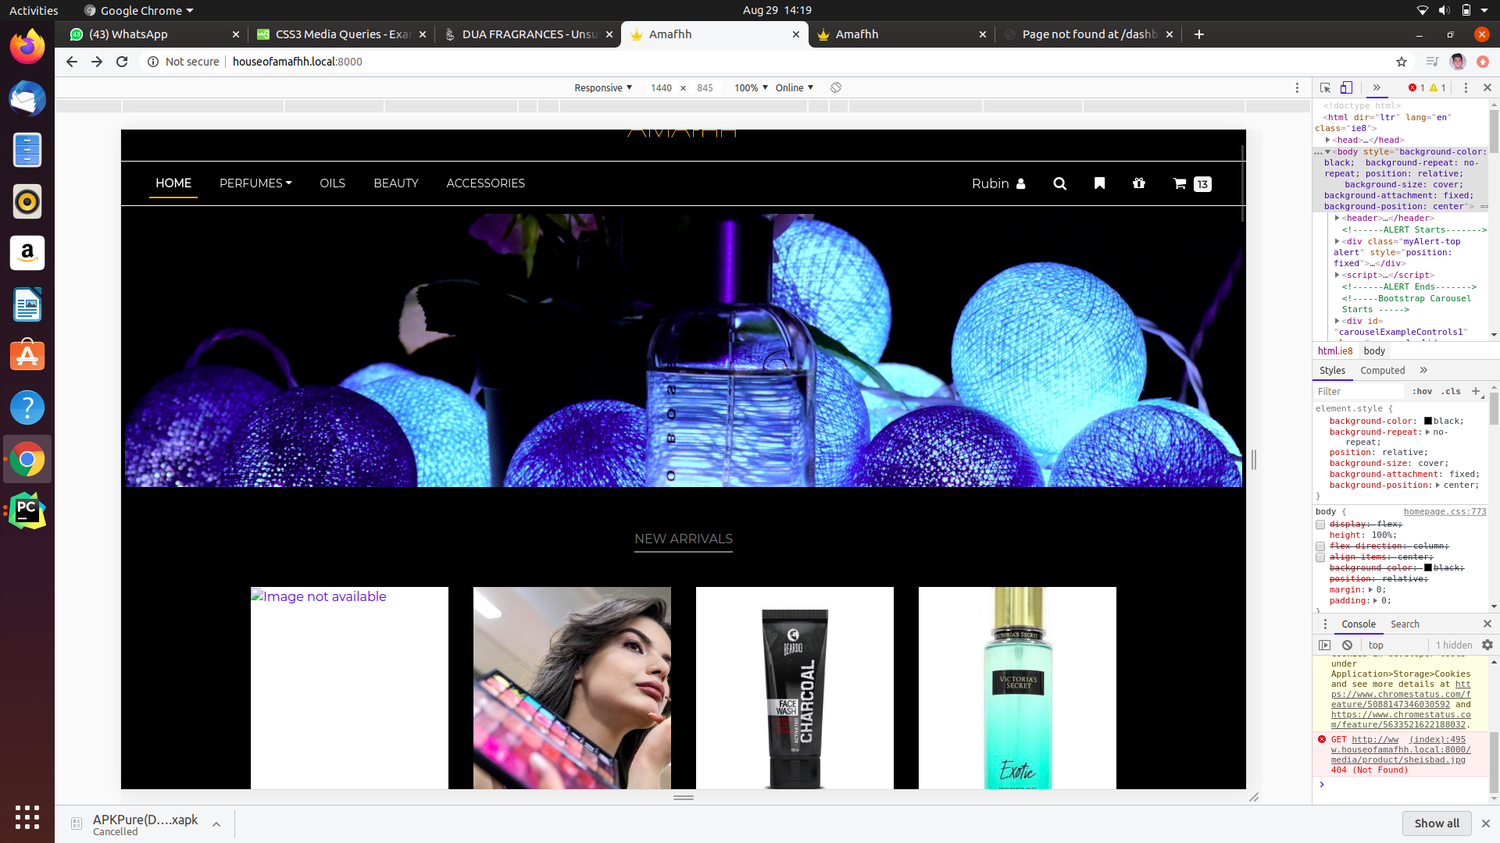 Activities
Google Chrome
Aug 29 14:19
(43) WhatsApp
CSS3 Media Queries - Exa
DUA FRAGRANCES - Unsu
Amafhh
Amafhh
Page not found at /dashb
Not secure
houseofamafhh.local:8000
Responsive
1440 × 845
100%
Online
1 1
AMAfhh
HOME
PERFUMES
OILS
BEAUTY
ACCESSORIES
Rubin
13
NEW ARRIVALS
Image not available
BEARDO
FACE WASH
CHARCOAL
VICTORIA'S SECRET
VICTORIA'S SECRET
Exotic
<!doctype html>
<html dir="ltr" lang="en"
class="ie8">
<head>…</head>
<body style="background-color:
black; background-repeat: no-
repeat; position: relative;
background-size: cover;
background-attachment: fixed;
background-position: center"> ==
<header>…</header>
<!------ALERT Starts------->
<div class="myAlert-top
alert" style="position:
fixed">…</div>
<script>…</script>
<!------ALERT Ends------->
<!-----Bootstrap Carousel
Starts ----->
<div id=
"carouselExampleControls1"
html.ie8 body
Styles
Computed
Filter
:hov .cls +
element.style {
background-color: black;
background-repeat: no-
repeat;
position: relative;
background-size: cover;
background-attachment: fixed;
background-position: center;
}
body {
homepage.css:773
display: flex;
height: 100%;
flex-direction: column;
align-items: center;
background-color: black;
position: relative;
margin: 0;
padding: 0;
Console
Search
top
1 hidden
under
Application>Storage>Cookies
and see more details at htt
ps://www.chromestatus.com/f
eature/5088147346030592 and
https://www.chromestatus.co
m/feature/5633521622188032.
GET http://ww (index):495
w.houseofamafhh.local:8000/
media/product/sheisbad.jpg
404 (Not Found)
APKPure(D….xapk
Cancelled
Show all